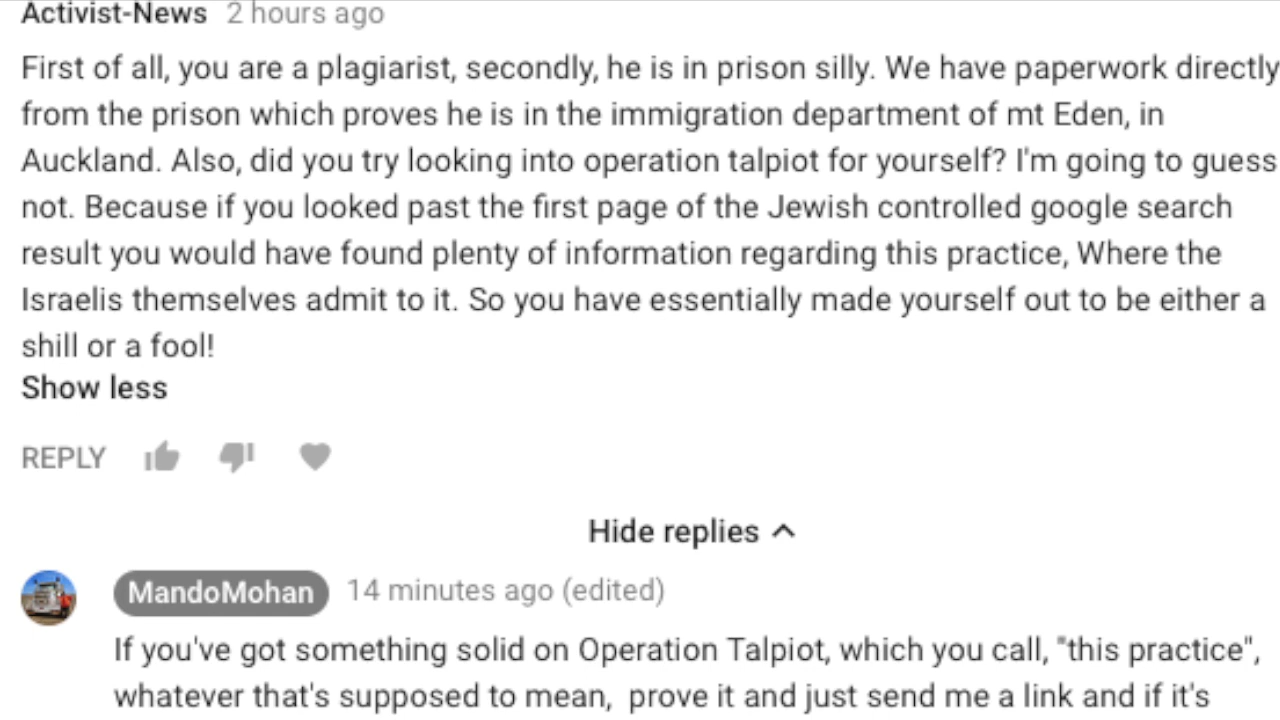 Activist-News 2 hours ago
First of all, you are a plagiarist, secondly, he is in prison silly. We have paperwork directly
from the prison which proves he is in the immigration department of mt Eden, in
Auckland. Also, did you try looking into operation talpiot for yourself? I'm going to guess
not. Because if you looked past the first page of the Jewish controlled google search
result you would have found plenty of information regarding this practice, Where the
Israelis themselves admit to it. So you have essentially made yourself out to be either a
shill or a fool!
Show less
REPLY
Hide replies
MandoMohan 14 minutes ago (edited)
If you've got something solid on Operation Talpiot, which you call, "this practice",
whatever that's supposed to mean,  prove it and just send me a link and if it's